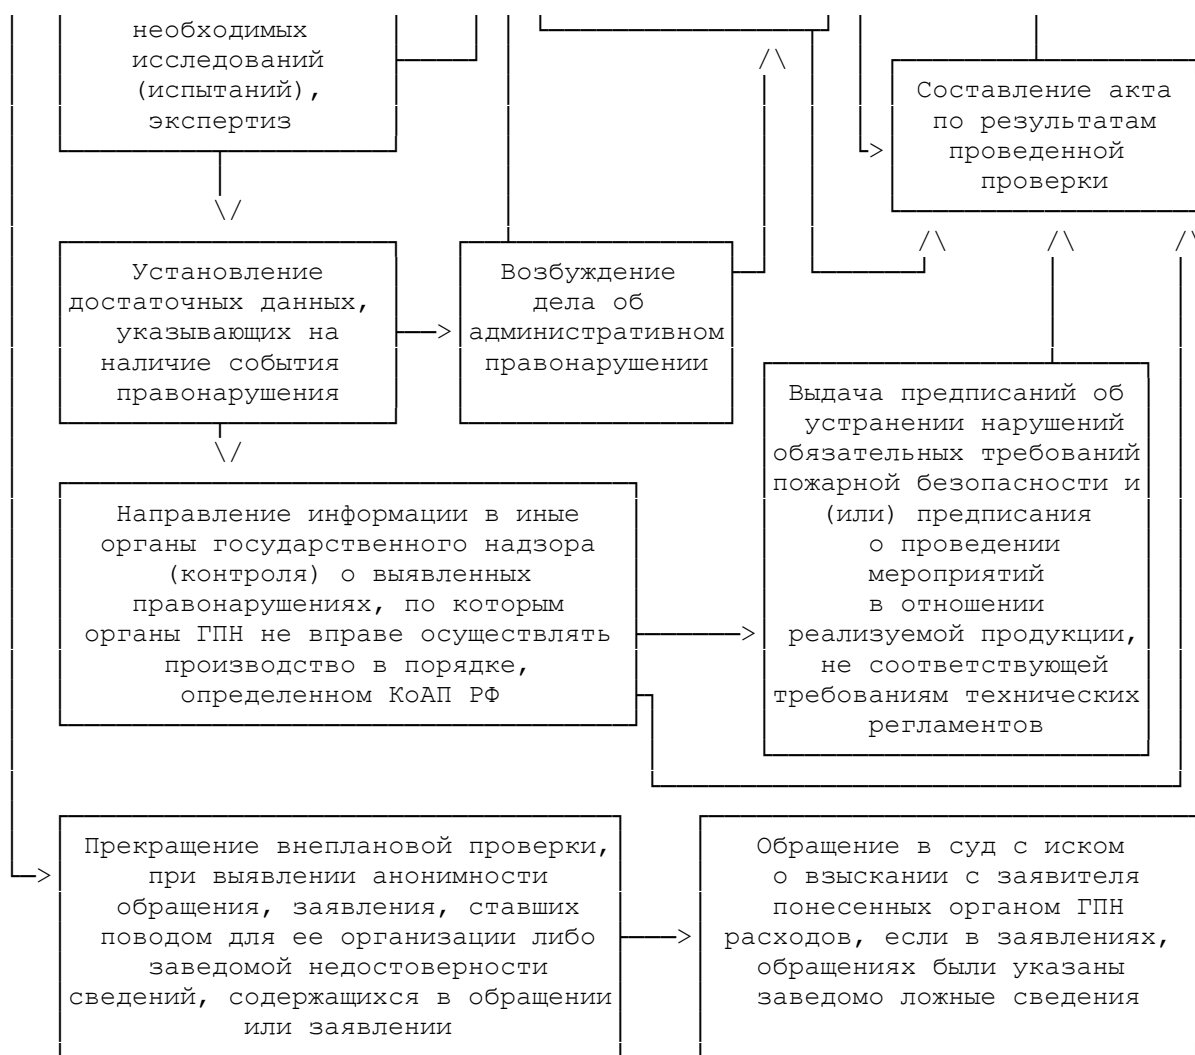 необходимых
исследований
(испытаний),
экспертиз
Составление акта
по результатам
проведенной
проверки
Установление
достаточных данных,
указывающих на
наличие события
правонарушения
Возбуждение
дела об
административном
правонарушении
Выдача предписаний об
устранении нарушений
обязательных требований
пожарной безопасности и
(или) предписания
о проведении
мероприятий
в отношении
реализуемой продукции,
не соответствующей
требованиям технических
регламентов
Направление информации в иные
органы государственного надзора
(контроля) о выявленных
правонарушениях, по которым
органы ГПН не вправе осуществлять
производство в порядке,
определенном КоАП РФ
Прекращение внеплановой проверки,
при выявлении анонимности
обращения, заявления, ставших
поводом для ее организации либо
заведомой недостоверности
сведений, содержащихся в обращении
или заявлении
Обращение в суд с иском
о взыскании с заявителя
понесенных органом ГПН
расходов, если в заявлениях,
обращениях были указаны
заведомо ложные сведения